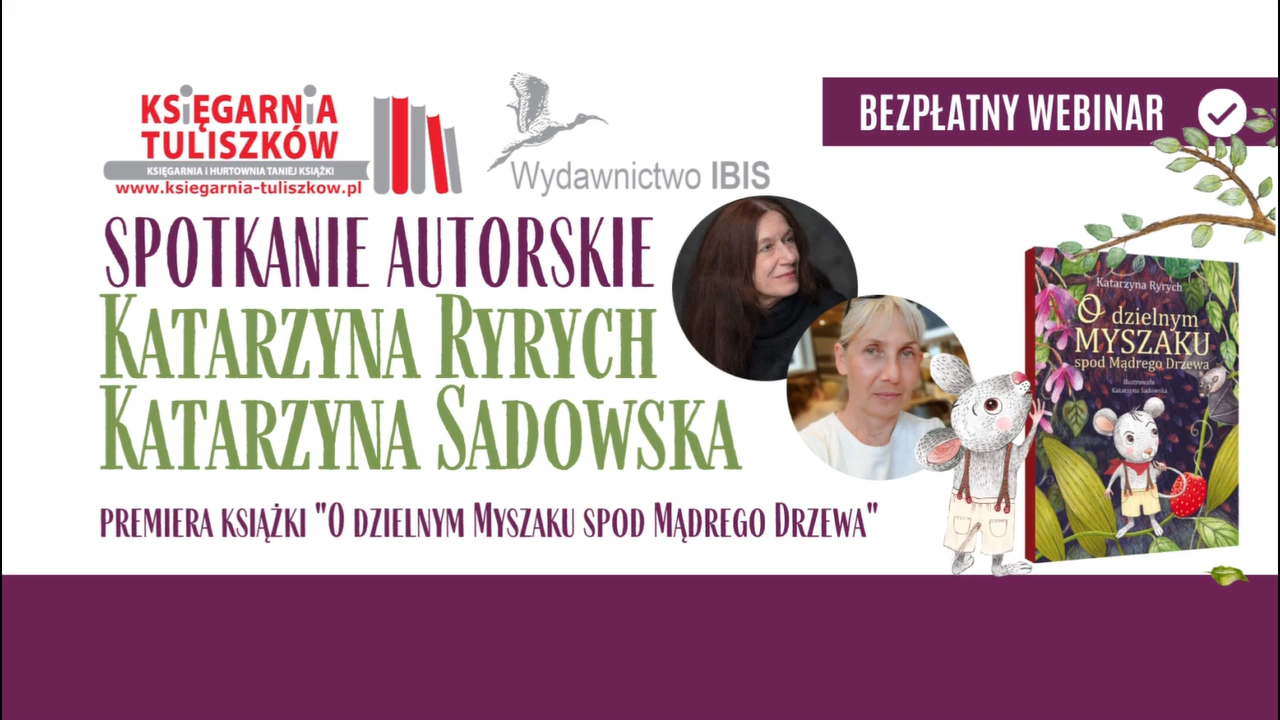 KSIĘGARNIA
TULISZKÓW
KSIĘGARNIA i HURTOWNIA TANIEJ KSIĄŻKI
www.ksiegarnia-tuliszkow.pl
Wydawnictwo IBIS
BEZPŁATNY WEBINAR
SPOTKANIE AUTORSKIE
KATARZYNA RYRYCH
KATARZYNA SADOWSKA
PREMIERA KSIĄŻKI "O DZIELNYM MYSZAKU SPOD MĄDREGO DRZEWA"
Katarzyna Ryrych
O dzielnym
MYSZAKU
spod Mądrego Drzewa
Ilustrowała
Katarzyna Sadowska